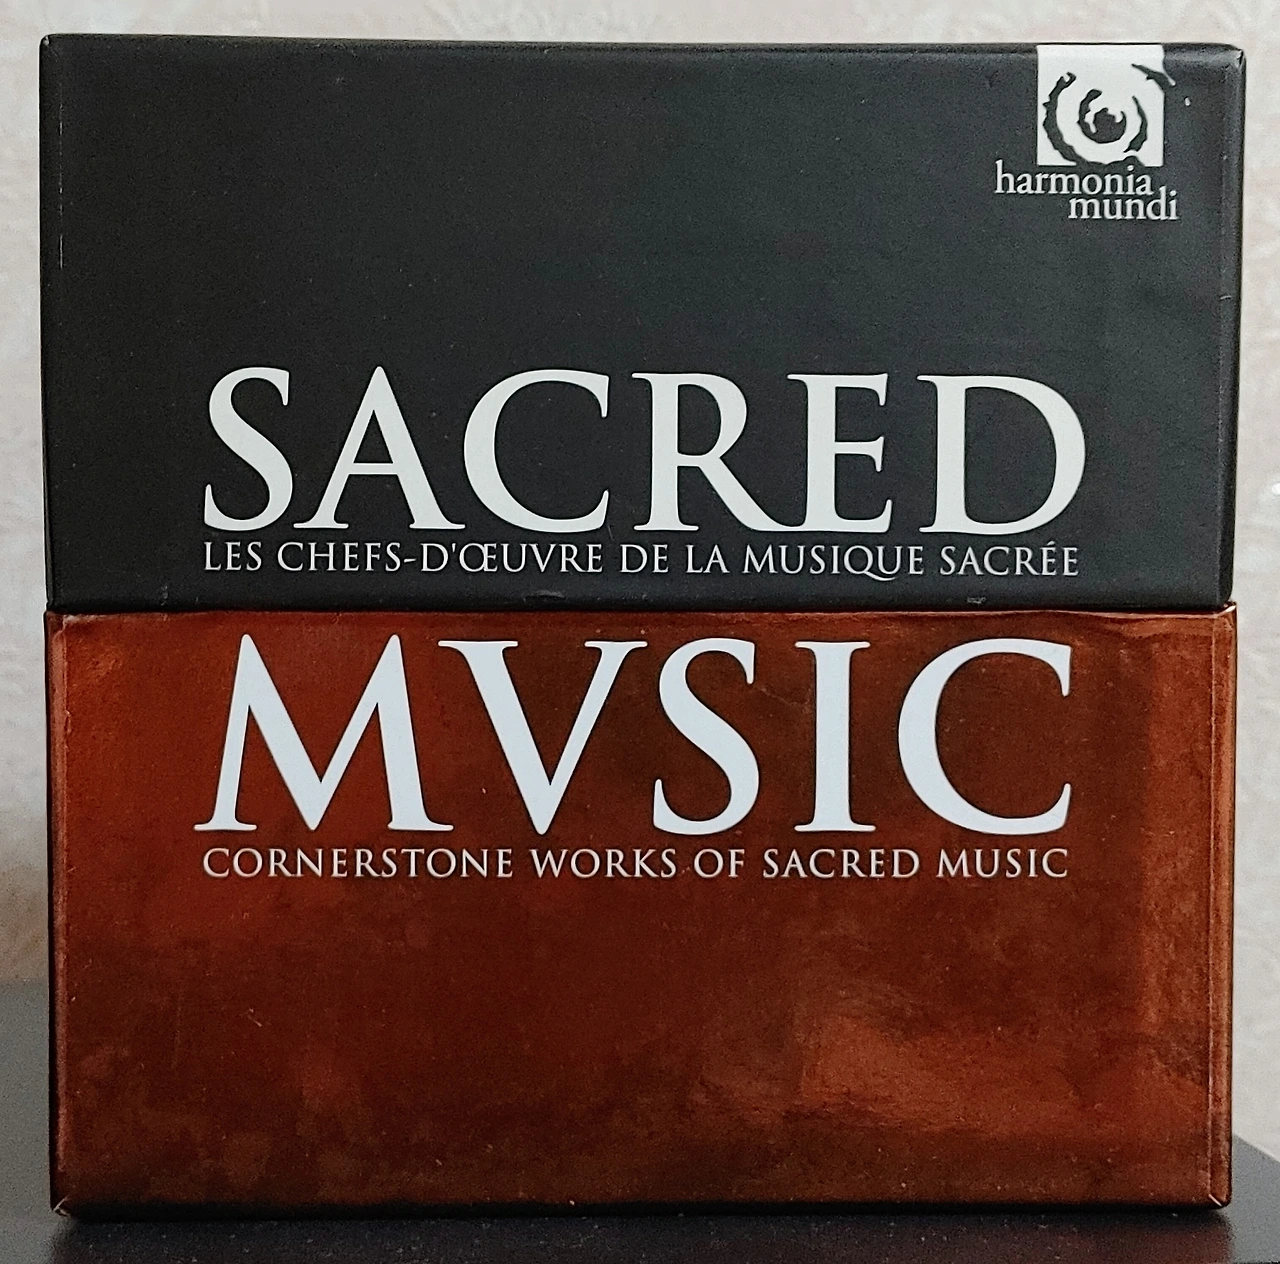 harmonia
mundi
SACRED
LES CHEFS-D'ŒUVRE DE LA MUSIQUE SACRÉE
MVSIC
CORNERSTONE WORKS OF SACRED MUSIC